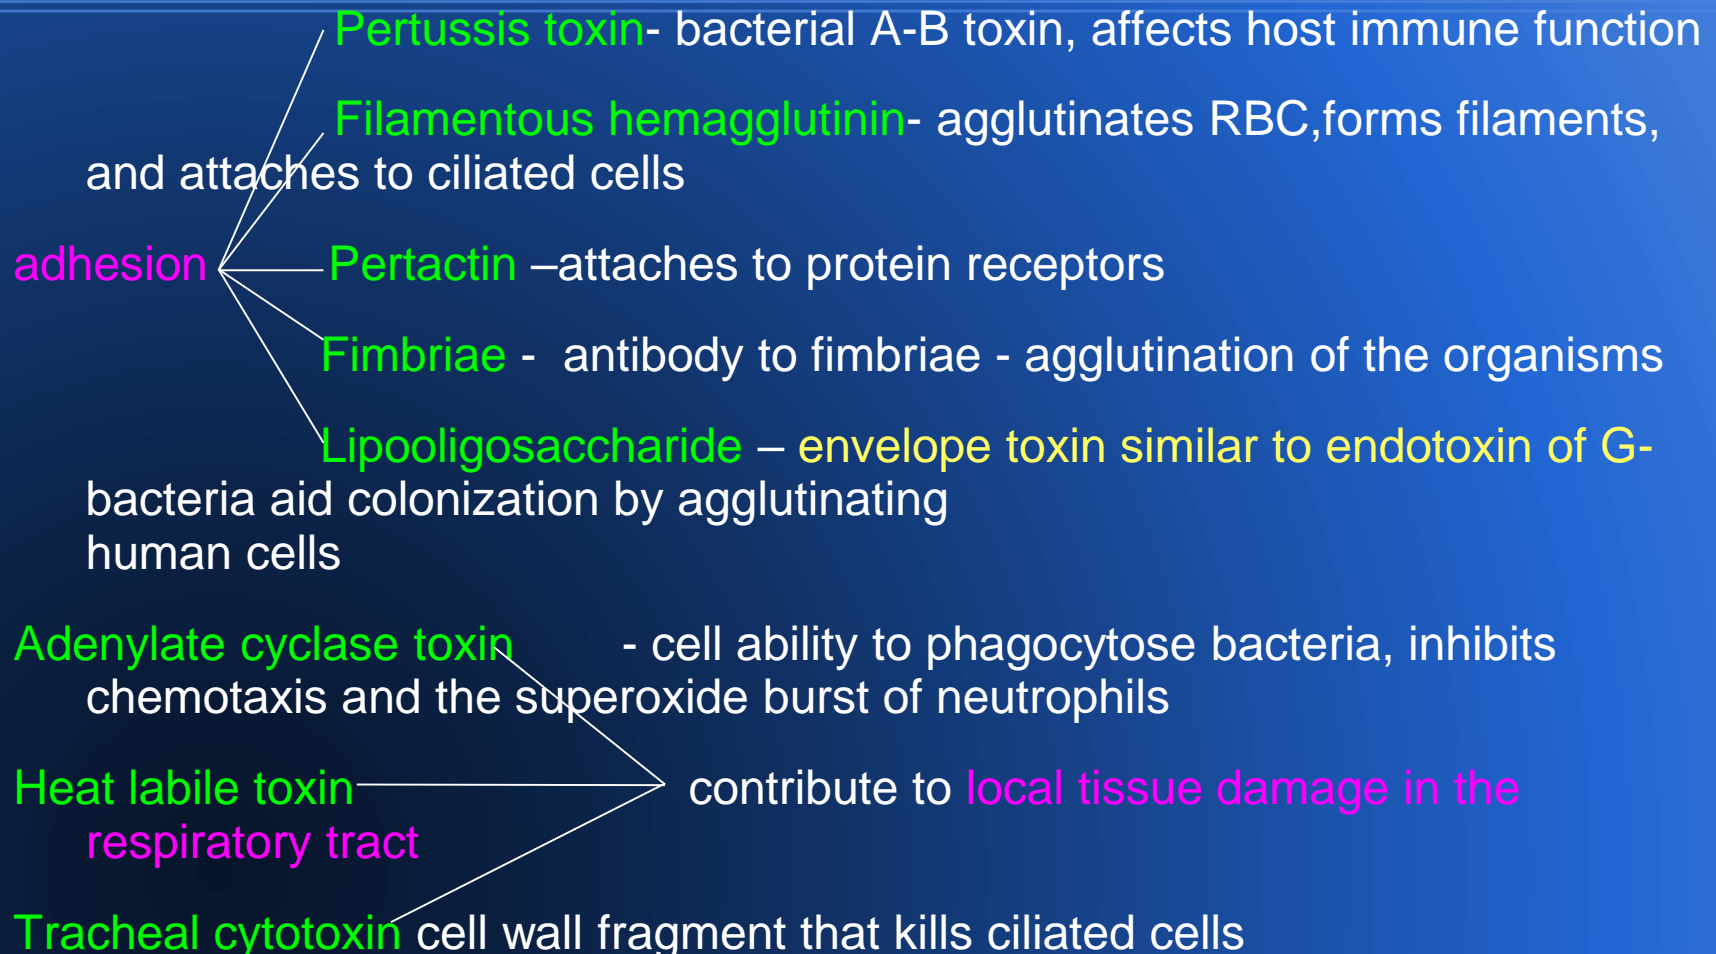 Pertussis toxin- bacterial A-B toxin, affects host immune function
Filamentous hemagglutinin- agglutinates RBC,forms filaments,
and attaches to ciliated cells
adhesion Pertactin –attaches to protein receptors
Fimbriae - antibody to fimbriae - agglutination of the organisms
Lipooligosaccharide – envelope toxin similar to endotoxin of G-
bacteria aid colonization by agglutinating
human cells
Adenylate cyclase toxin - cell ability to phagocytose bacteria, inhibits
chemotaxis and the superoxide burst of neutrophils
Heat labile toxin contribute to local tissue damage in the
respiratory tract
Tracheal cytotoxin cell wall fragment that kills ciliated cells